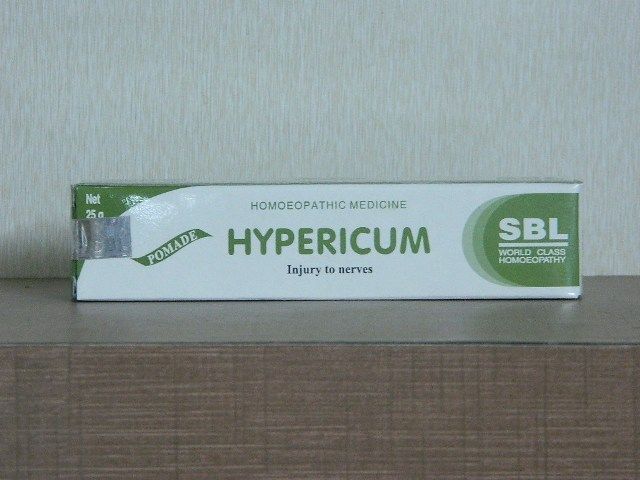 Net
25 g
POMADE
HOMOEOPATHIC MEDICINE
HYPERICUM
Injury to nerves
SBL
WORLD CLASS
HOMOEOPATHY